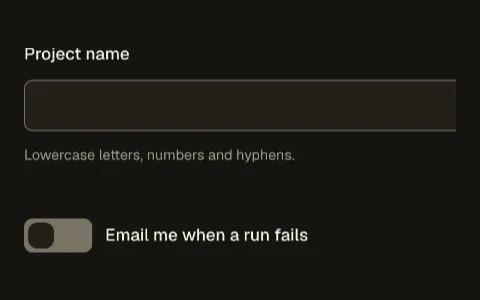 Project name
Lowercase letters, numbers and hyphens.
Email me when a run fails